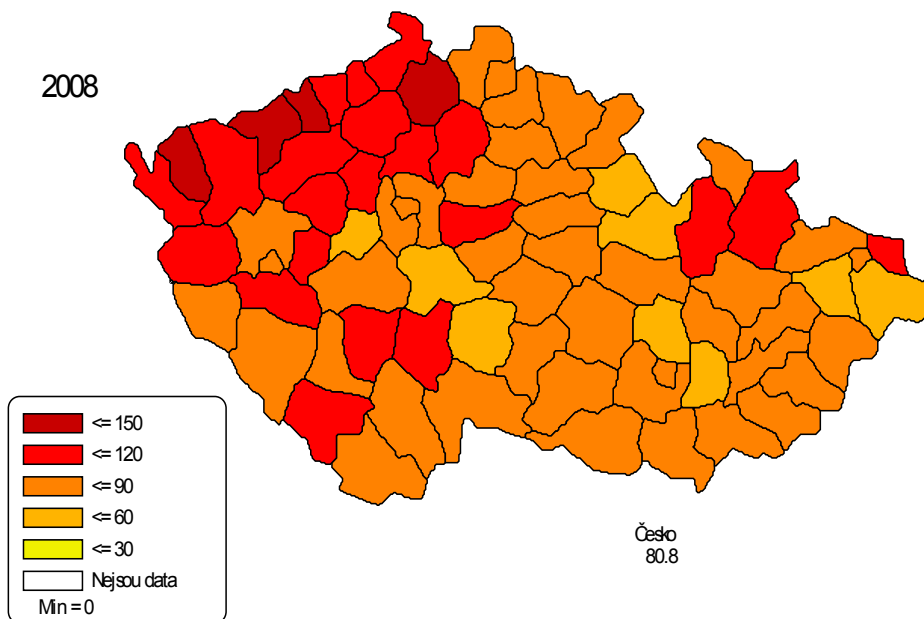 2008
<= 150
<= 120
<= 90
<= 60
<= 30
Nejsou data
Min = 0
Česko
80.8